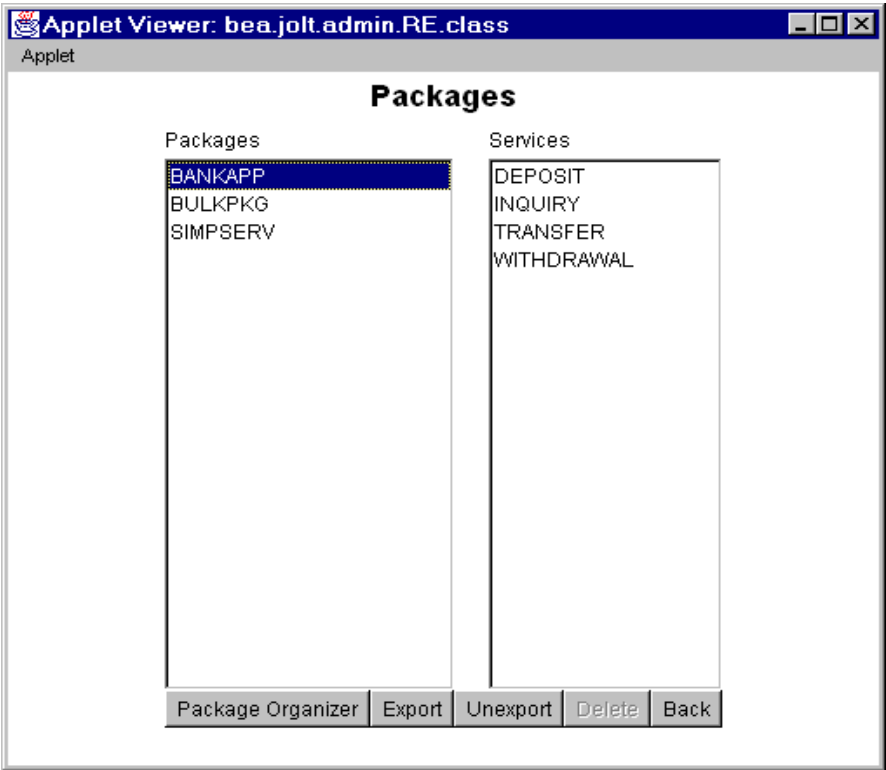 Applet Viewer: bea.jolt.admin.RE.class
Applet
Packages
Packages
Services
BANKAPP
BULKPKG
SIMPSERV
DEPOSIT
INQUIRY
TRANSFER
WITHDRAWAL
Package Organizer Export Unexport Delete Back